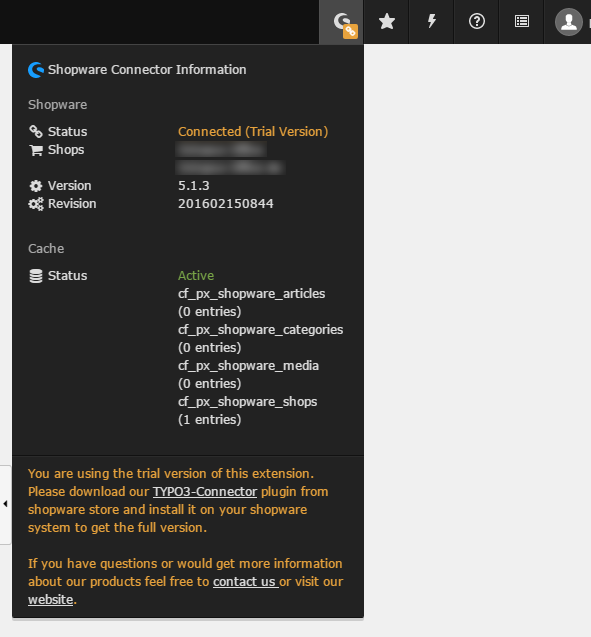 Shopware Connector Information
Shopware
Status Connected (Trial Version)
Shops
Version 5.1.3
Revision 201602150844
Cache
Status Active
cf_px_shopware_articles
(0 entries)
cf_px_shopware_categories
(0 entries)
cf_px_shopware_media
(0 entries)
cf_px_shopware_shops
(1 entries)
You are using the trial version of this extension.
Please download our TYPO3-Connector plugin from
shopware store and install it on your shopware
system to get the full version.
If you have questions or would get more information
about our products feel free to contact us or visit our
website.